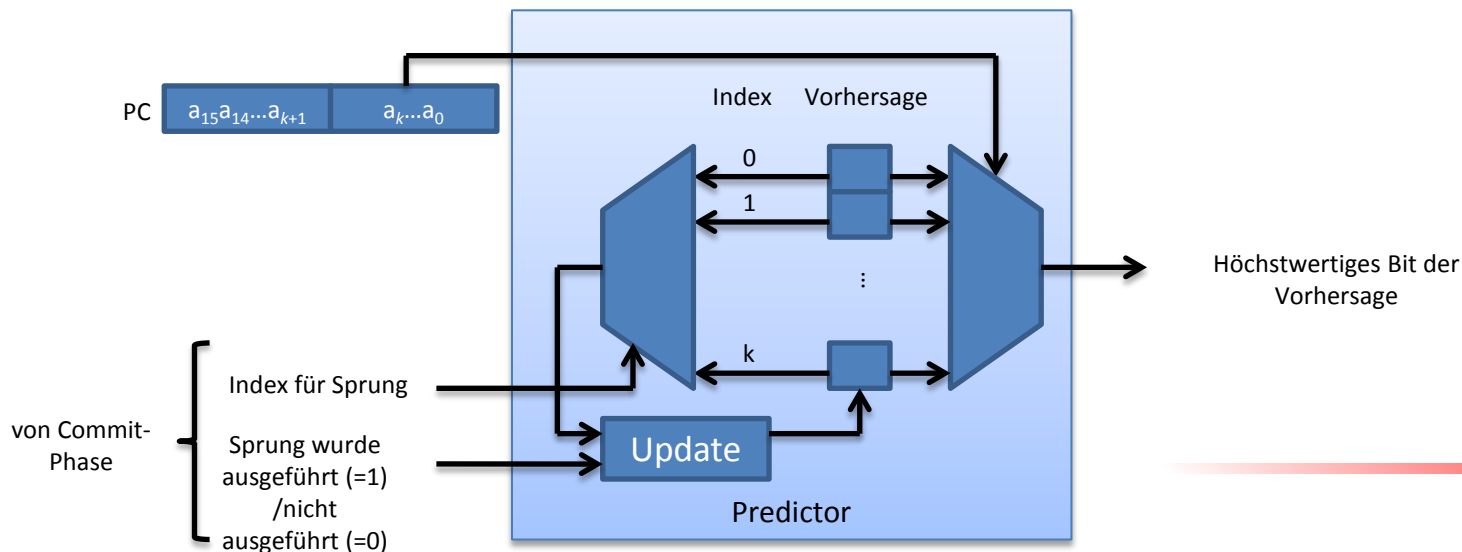 Index Vorhersage
PC a₁₅a₁₄...aₖ₊₁ aₖ...a₀
0
1
...
k
Höchstwertiges Bit der
Vorhersage
von Commit-
Phase
Index für Sprung
Sprung wurde
ausgeführt (=1)
/nicht
ausgeführt (=0)
Update
Predictor